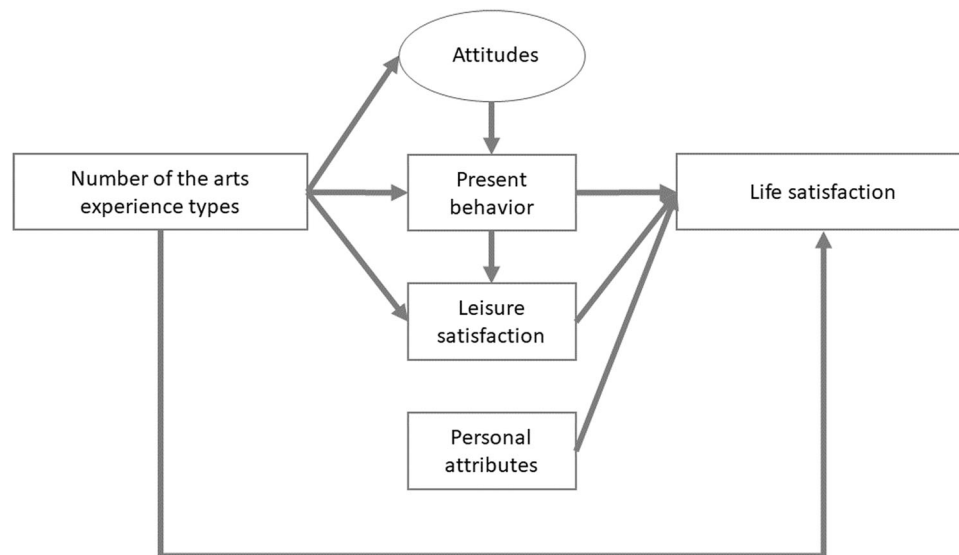 Attitudes
Number of the arts
experience types
Present
behavior
Life satisfaction
Leisure
satisfaction
Personal
attributes